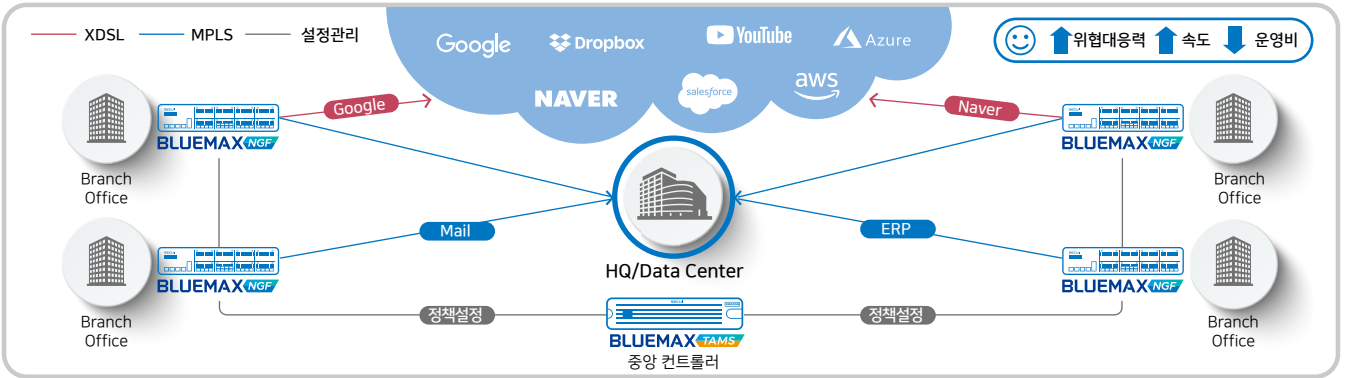 XDSL
MPLS
설정관리
Google
Dropbox
YouTube
Azure
NAVER
salesforce
aws
위협대응력
속도
운영비
Google
Naver
BLUEMAX NGF
BLUEMAX NGF
Branch
Office
Branch
Office
Mail
ERP
HQ/Data Center
BLUEMAX NGF
BLUEMAX NGF
Branch
Office
Branch
Office
정책설정
정책설정
SECUI
BLUEMAX TAMS
중앙 컨트롤러